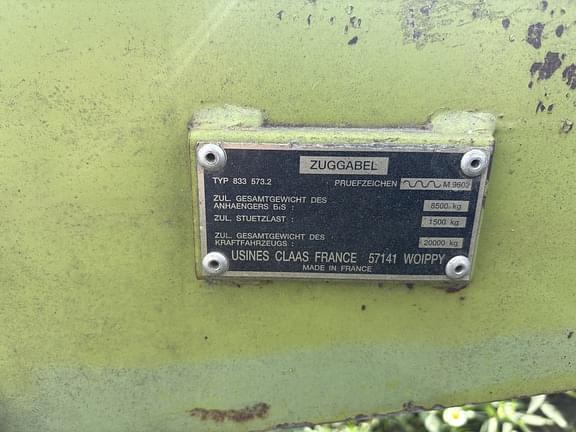 ZUGGABEL
TYP 833 573.2 PRUEFZEICHEN M 9602
ZUL. GESAMTGEWICHT DES
ANHAENGERS BIS : 8500 kg
ZUL. STUETZLAST : 1500 kg
ZUL. GESAMTGEWICHT DES
KRAFTFAHRZEUGS : 20000 kg
USINES CLAAS FRANCE 57141 WOIPPY
MADE IN FRANCE